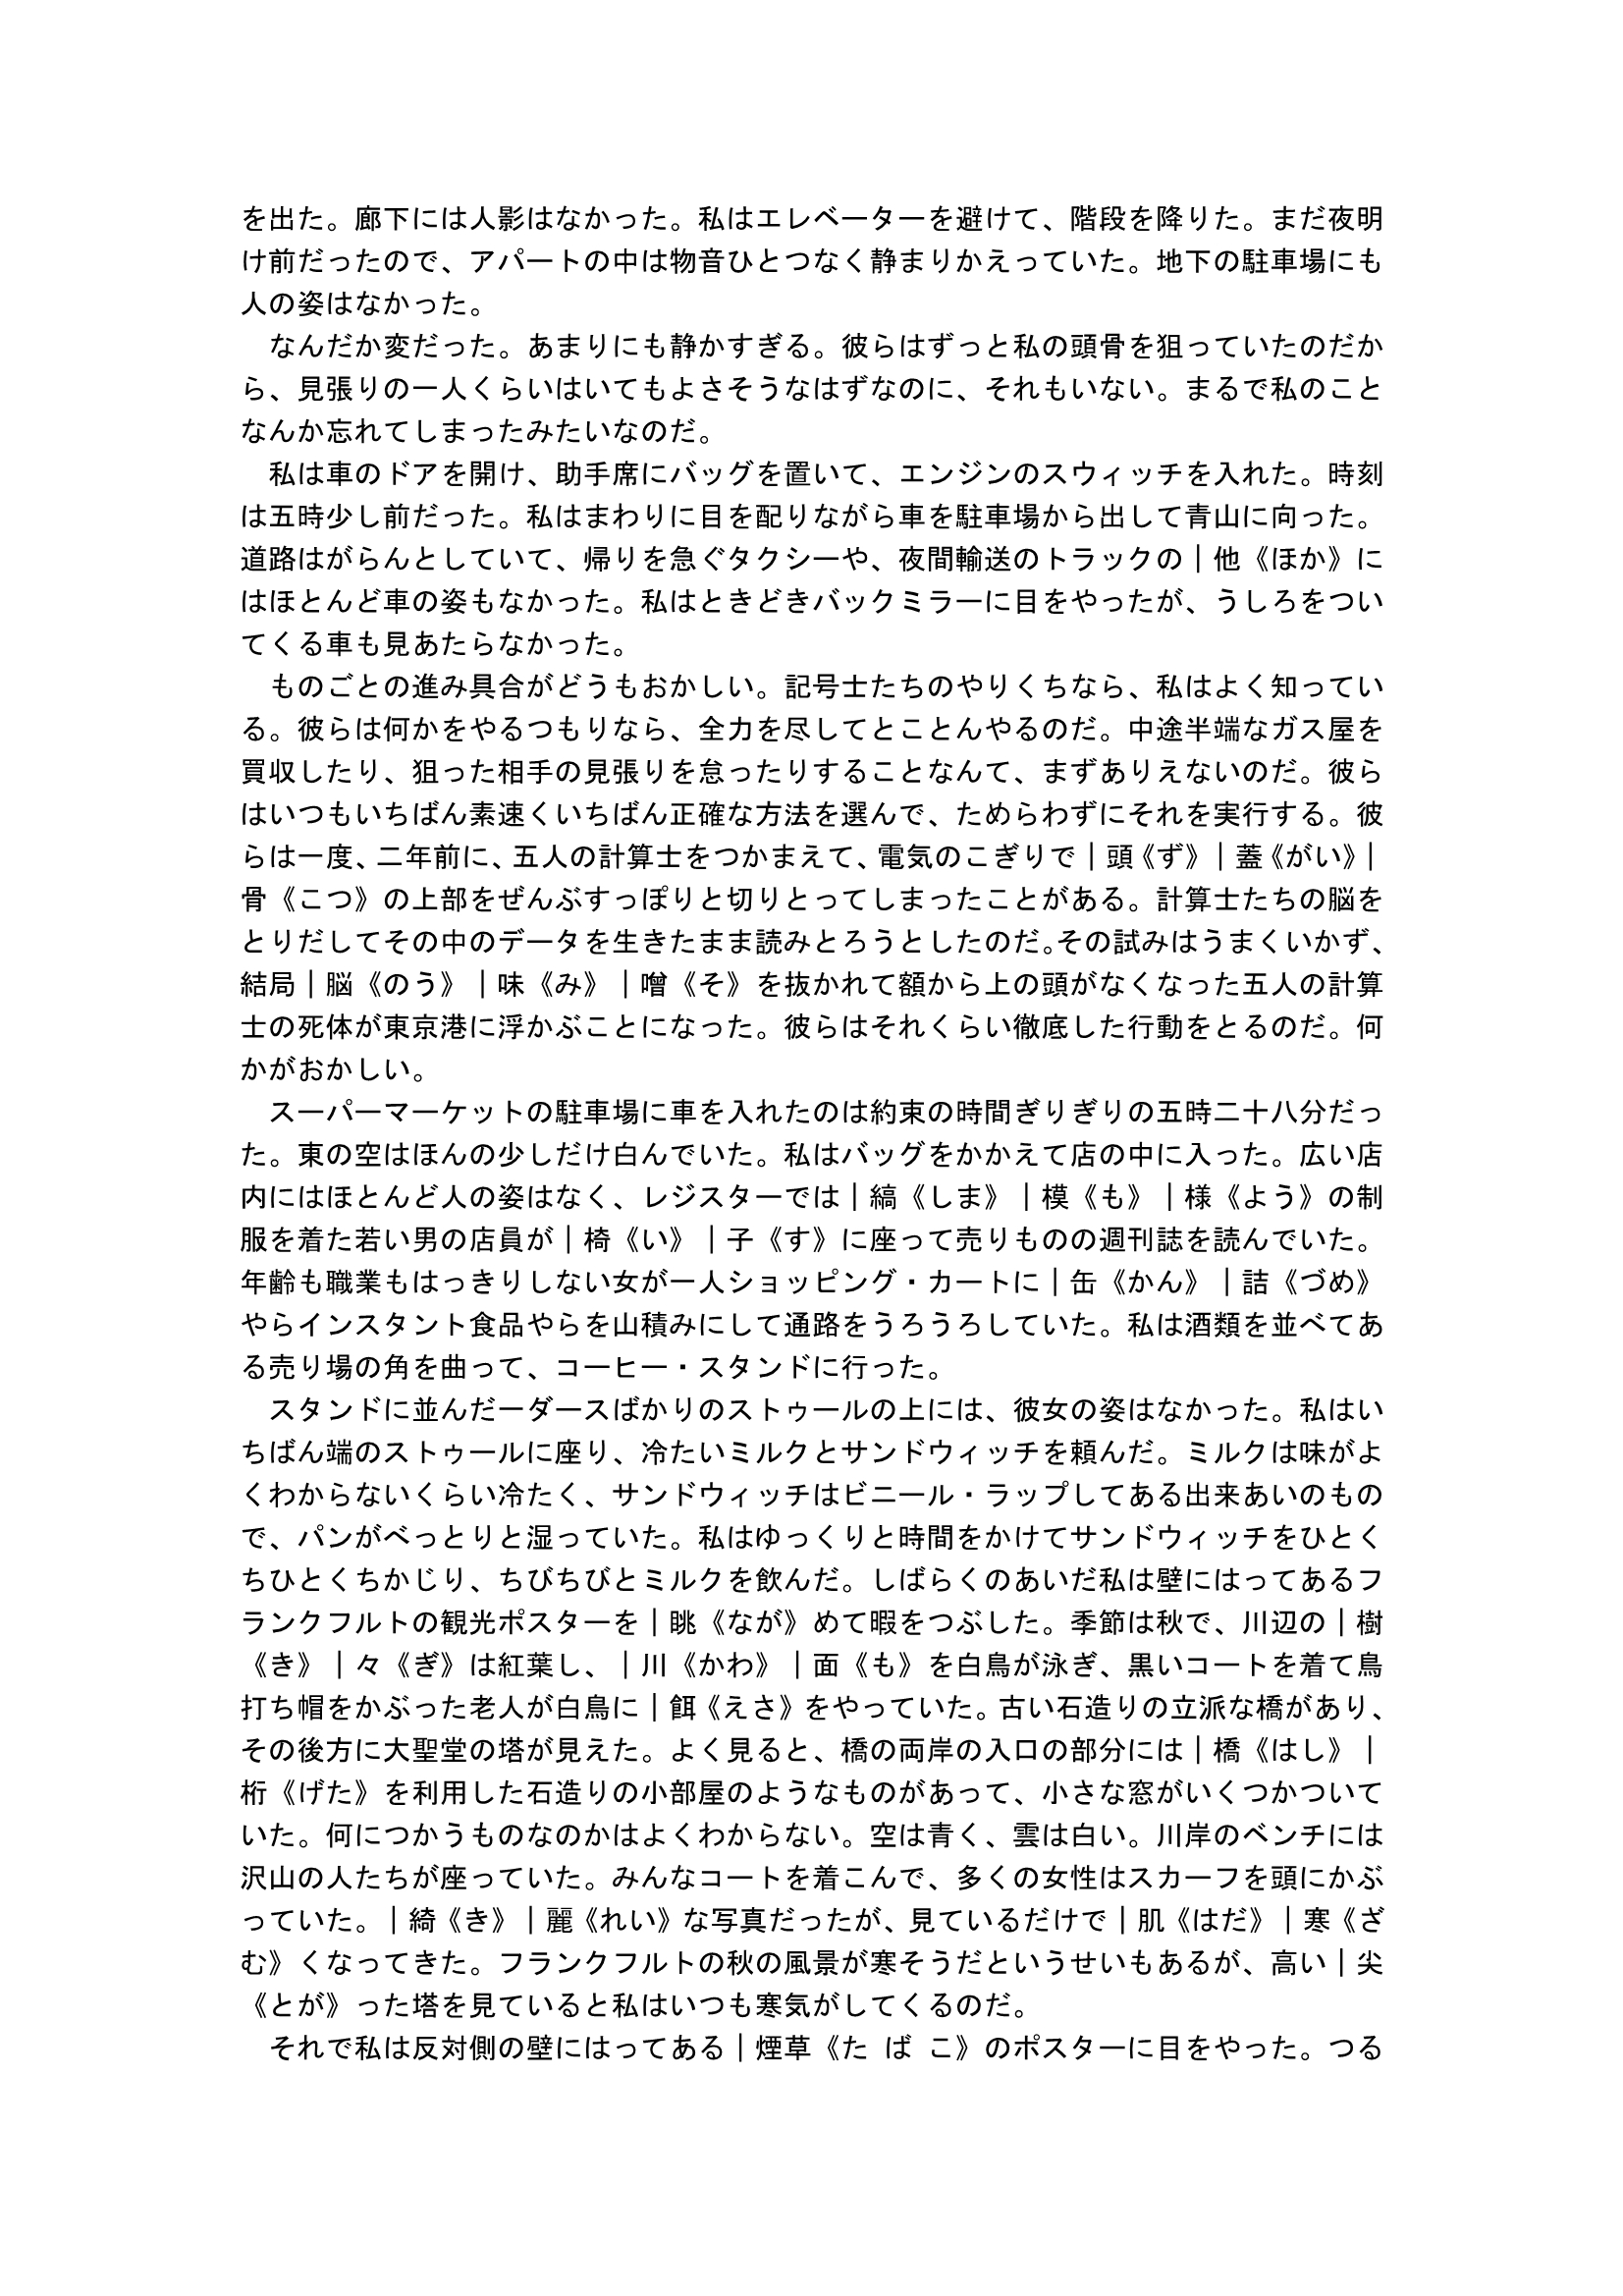 を出た。廊下には人影はなかった。私はエレベーターを避けて、階段を降りた。まだ夜明
け前だったので、アパートの中は物音ひとつなく静まりかえっていた。地下の駐車場にも
人の姿はなかった。
　なんだか変だった。あまりにも静かすぎる。彼らはずっと私の頭骨を狙っていたのだか
ら、見張りの一人くらいはいてもよさそうなはずなのに、それもいない。まるで私のこと
なんか忘れてしまったみたいなのだ。
　私は車のドアを開け、助手席にバッグを置いて、エンジンのスウィッチを入れた。時刻
は五時少し前だった。私はまわりに目を配りながら車を駐車場から出して青山に向った。
道路はがらんとしていて、帰りを急ぐタクシーや、夜間輸送のトラックの｜他《ほか》に
はほとんど車の姿もなかった。私はときどきバックミラーに目をやったが、うしろをつい
てくる車も見あたらなかった。
　ものごとの進み具合がどうもおかしい。記号士たちのやりくちなら、私はよく知ってい
る。彼らは何かをやるつもりなら、全力を尽してとことんやるのだ。中途半端なガス屋を
買収したり、狙った相手の見張りを怠ったりすることなんて、まずありえないのだ。彼ら
はいつもいちばん素速くいちばん正確な方法を選んで、ためらわずにそれを実行する。彼
らは一度、二年前に、五人の計算士をつかまえて、電気のこぎりで｜頭《ず》｜蓋《がい》｜
骨《こつ》の上部をぜんぶすっぽりと切りとってしまったことがある。計算士たちの脳を
とりだしてその中のデータを生きたまま読みとろうとしたのだ。その試みはうまくいかず、
結局｜脳《のう》｜味《み》｜噌《そ》を抜かれて額から上の頭がなくなった五人の計算
士の死体が東京港に浮かぶことになった。彼らはそれくらい徹底した行動をとるのだ。何
かがおかしい。
　スーパーマーケットの駐車場に車を入れたのは約束の時間ぎりぎりの五時二十八分だっ
た。東の空はほんの少しだけ白んでいた。私はバッグをかかえて店の中に入った。広い店
内にはほとんど人の姿はなく、レジスターでは｜縞《しま》｜模《も》｜様《よう》の制
服を着た若い男の店員が｜椅《い》｜子《す》に座って売りものの週刊誌を読んでいた。
年齢も職業もはっきりしない女が一人ショッピング・カートに｜缶《かん》｜詰《づめ》
やらインスタント食品やらを山積みにして通路をうろうろしていた。私は酒類を並べてあ
る売り場の角を曲って、コーヒー・スタンドに行った。
　スタンドに並んだ一ダースばかりのストゥールの上には、彼女の姿はなかった。私はい
ちばん端のストゥールに座り、冷たいミルクとサンドウィッチを頼んだ。ミルクは味がよ
くわからないくらい冷たく、サンドウィッチはビニール・ラップしてある出来あいのもの
で、パンがべっとりと湿っていた。私はゆっくりと時間をかけてサンドウィッチをひとく
ちひとくちかじり、ちびちびとミルクを飲んだ。しばらくのあいだ私は壁にはってあるフ
ランクフルトの観光ポスターを｜眺《なが》めて暇をつぶした。季節は秋で、川辺の｜樹
《き》｜々《ぎ》は紅葉し、｜川《かわ》｜面《も》を白鳥が泳ぎ、黒いコートを着て鳥
打ち帽をかぶった老人が白鳥に｜餌《えさ》をやっていた。古い石造りの立派な橋があり、
その後方に大聖堂の塔が見えた。よく見ると、橋の両岸の入口の部分には｜橋《はし》｜
桁《げた》を利用した石造りの小部屋のようなものがあって、小さな窓がいくつかついて
いた。何につかうものなのかはよくわからない。空は青く、雲は白い。川岸のベンチには
沢山の人たちが座っていた。みんなコートを着こんで、多くの女性はスカーフを頭にかぶ
っていた。｜綺《き》｜麗《れい》な写真だったが、見ているだけで｜肌《はだ》｜寒《ざ
む》くなってきた。フランクフルトの秋の風景が寒そうだというせいもあるが、高い｜尖
《とが》った塔を見ていると私はいつも寒気がしてくるのだ。
　それで私は反対側の壁にはってある｜煙草《た ば こ》のポスターに目をやった。つる